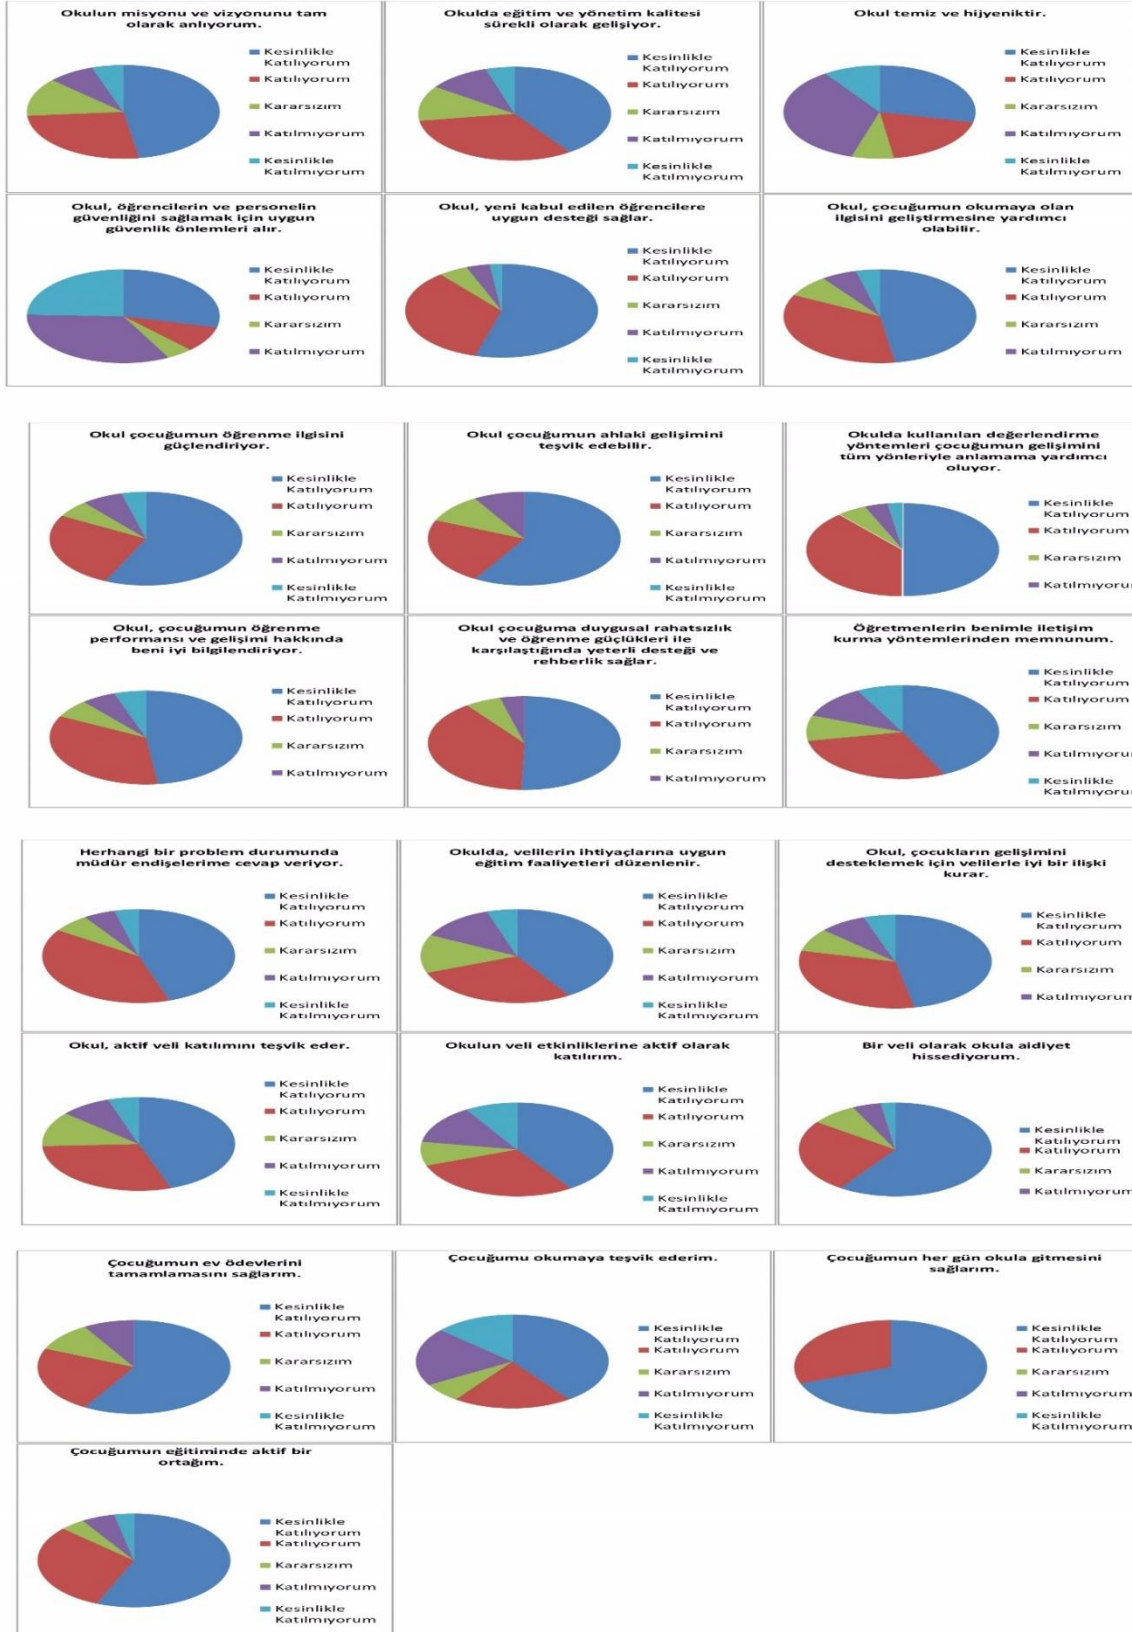 Okulun misyonu ve vizyonunu tam
olarak anlıyorum.
Kesinlikle
Katılıyorum
Katılıyorum
Kararsızım
Katılmıyorum
Kesinlikle
Katılmıyorum
Okulda eğitim ve yönetim kalitesi
sürekli olarak gelişiyor.
Kesinlikle
Katılıyorum
Katılıyorum
Kararsızım
Katılmıyorum
Kesinlikle
Katılmıyorum
Okul temiz ve hijyeniktir.
Kesinlikle
Katılıyorum
Katılıyorum
Kararsızım
Katılmıyorum
Kesinlikle
Katılmıyorum
Okul, öğrencilerin ve personelin
güvenliğini sağlamak için uygun
güvenlik önlemleri alır.
Kesinlikle
Katılıyorum
Katılıyorum
Kararsızım
Katılmıyorum
Okul, yeni kabul edilen öğrencilere
uygun desteği sağlar.
Kesinlikle
Katılıyorum
Katılıyorum
Kararsızım
Katılmıyorum
Kesinlikle
Katılmıyorum
Okul, çocuğumun okumaya olan
ilgisini geliştirmesine yardımcı
olabilir.
Kesinlikle
Katılıyorum
Katılıyorum
Kararsızım
Katılmıyorum
Okul çocuğumun öğrenme ilgisini
güçlendiriyor.
Kesinlikle
Katılıyorum
Katılıyorum
Kararsızım
Katılmıyorum
Kesinlikle
Katılmıyorum
Okul çocuğumun ahlaki gelişimini
teşvik edebilir.
Kesinlikle
Katılıyorum
Katılıyorum
Kararsızım
Katılmıyorum
Kesinlikle
Katılmıyorum
Okulda kullanılan değerlendirme
yöntemleri çocuğumun gelişimini
tüm yönleriyle anlamama yardımcı
oluyor.
Kesinlikle
Katılıyorum
Katılıyorum
Kararsızım
Katılmıyoru
Okul, çocuğumun öğrenme
performansı ve gelişimi hakkında
beni iyi bilgilendiriyor.
Kesinlikle
Katılıyorum
Katılıyorum
Kararsızım
Katılmıyorum
Okul çocuğuma duygusal rahatsızlık
ve öğrenme güçlükleri ile
karşılaştığında yeterli desteği ve
rehberlik sağlar.
Kesinlikle
Katılıyorum
Katılıyorum
Kararsızım
Katılmıyorum
Öğretmenlerin benimle iletişim
kurma yöntemlerinden memnunum.
Kesinlikle
Katılıyorum
Katılıyorum
Kararsızım
Katılmıyoru
Kesinlikle
Katılmıyoru
Herhangi bir problem durumunda
müdür endişelerime cevap veriyor.
Kesinlikle
Katılıyorum
Katılıyorum
Kararsızım
Katılmıyorum
Kesinlikle
Katılmıyorum
Okulda, velilerin ihtiyaçlarına uygun
eğitim faaliyetleri düzenlenir.
Kesinlikle
Katılıyorum
Katılıyorum
Kararsızım
Katılmıyorum
Kesinlikle
Katılmıyorum
Okul, çocukların gelişimini
desteklemek için velilerle iyi bir ilişki
kurar.
Kesinlikle
Katılıyorum
Katılıyorum
Kararsızım
Katılmıyorum
Okul, aktif veli katılımını teşvik eder.
Kesinlikle
Katılıyorum
Katılıyorum
Kararsızım
Katılmıyorum
Kesinlikle
Katılmıyorum
Okulun veli etkinliklerine aktif olarak
katılırım.
Kesinlikle
Katılıyorum
Katılıyorum
Kararsızım
Katılmıyorum
Kesinlikle
Katılmıyorum
Bir veli olarak okula aidiyet
hissediyorum.
Kesinlikle
Katılıyorum
Katılıyorum
Kararsızım
Katılmıyorum
Çocuğumun ev ödevlerini
tamamlamasını sağlarım.
Kesinlikle
Katılıyorum
Katılıyorum
Kararsızım
Katılmıyorum
Kesinlikle
Katılmıyorum
Çocuğumu okumaya teşvik ederim.
Kesinlikle
Katılıyorum
Katılıyorum
Kararsızım
Katılmıyorum
Kesinlikle
Katılmıyorum
Çocuğumun her gün okula gitmesini
sağlarım.
Kesinlikle
Katılıyorum
Katılıyorum
Kararsızım
Katılmıyorum
Kesinlikle
Katılmıyorum
Çocuğumun eğitiminde aktif bir
ortağım.
Kesinlikle
Katılıyorum
Katılıyorum
Kararsızım
Katılmıyorum
Kesinlikle
Katılmıyorum